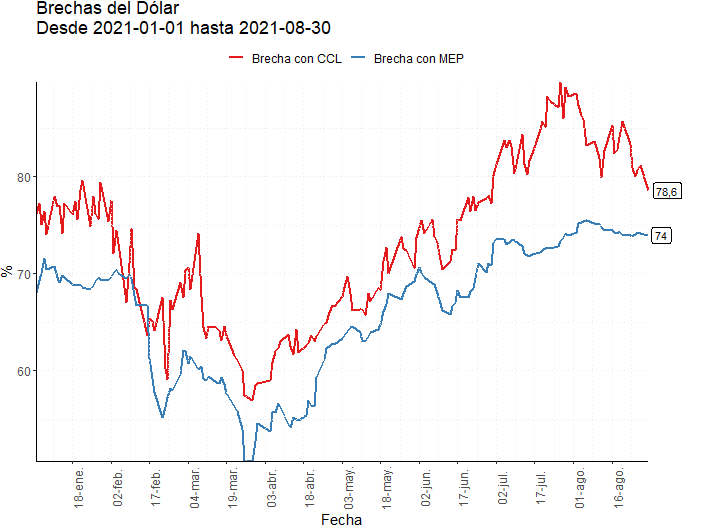 Brechas del Dólar
Desde 2021-01-01 hasta 2021-08-30
Brecha con CCL
Brecha con MEP
%
80
70
60
78,6
74
18-ene.
02-feb.
17-feb.
04-mar.
19-mar.
03-abr.
18-abr.
03-may.
18-may.
02-jun.
17-jun.
02-jul.
17-jul.
01-ago.
16-ago.
Fecha